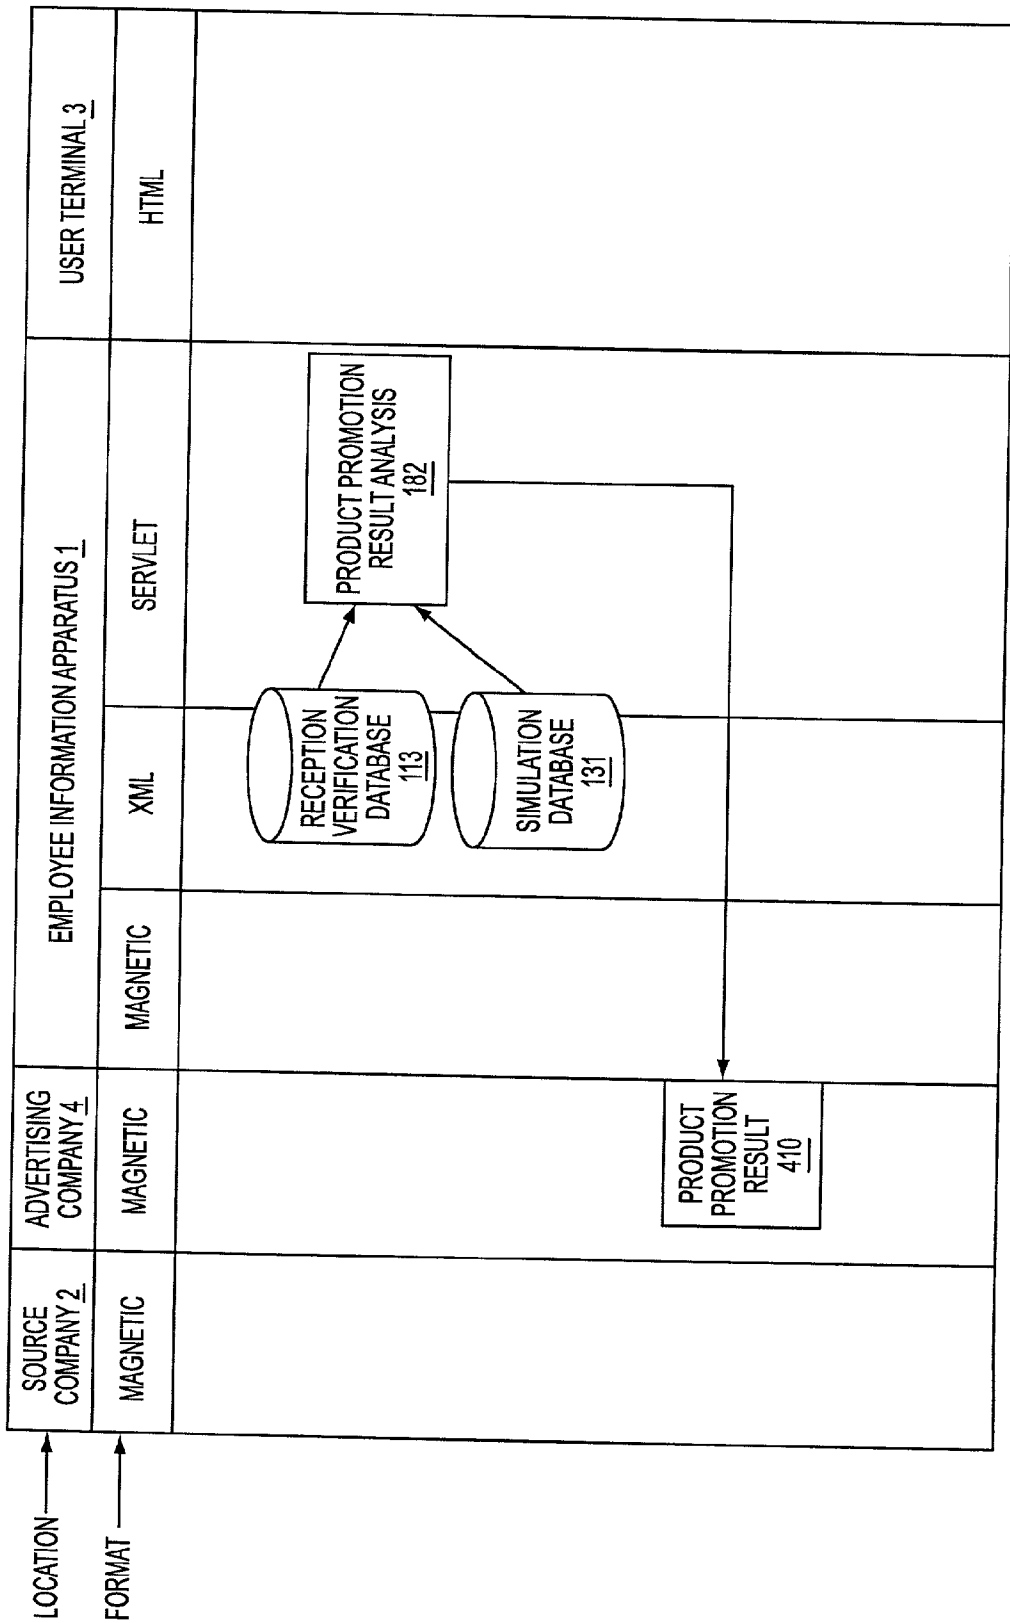 LOCATION
SOURCE
COMPANY 2
ADVERTISING
COMPANY 4
EMPLOYEE INFORMATION APPARATUS 1
USER TERMINAL 3
FORMAT
MAGNETIC
MAGNETIC
MAGNETIC
XML
SERVLET
HTML
RECEPTION
VERIFICATION
DATABASE
113
PRODUCT PROMOTION
RESULT ANALYSIS
182
SIMULATION
DATABASE
131
PRODUCT
PROMOTION
RESULT
410